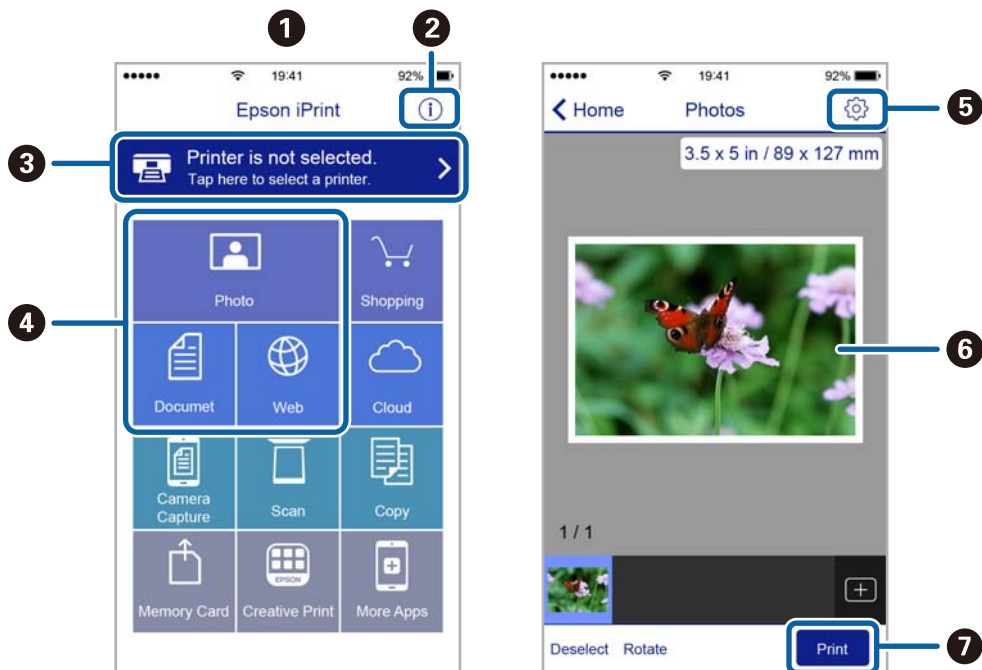 1
2
19:41
92%
Epson iPrint
3
Printer is not selected.
Tap here to select a printer.
4
Photo
Shopping
Documet
Web
Cloud
Camera
Capture
Scan
Copy
EPSON
Memory Card
Creative Print
More Apps
19:41
92%
Home
Photos
5
3.5 x 5 in / 89 x 127 mm
6
1 / 1
Deselect
Rotate
Print
7